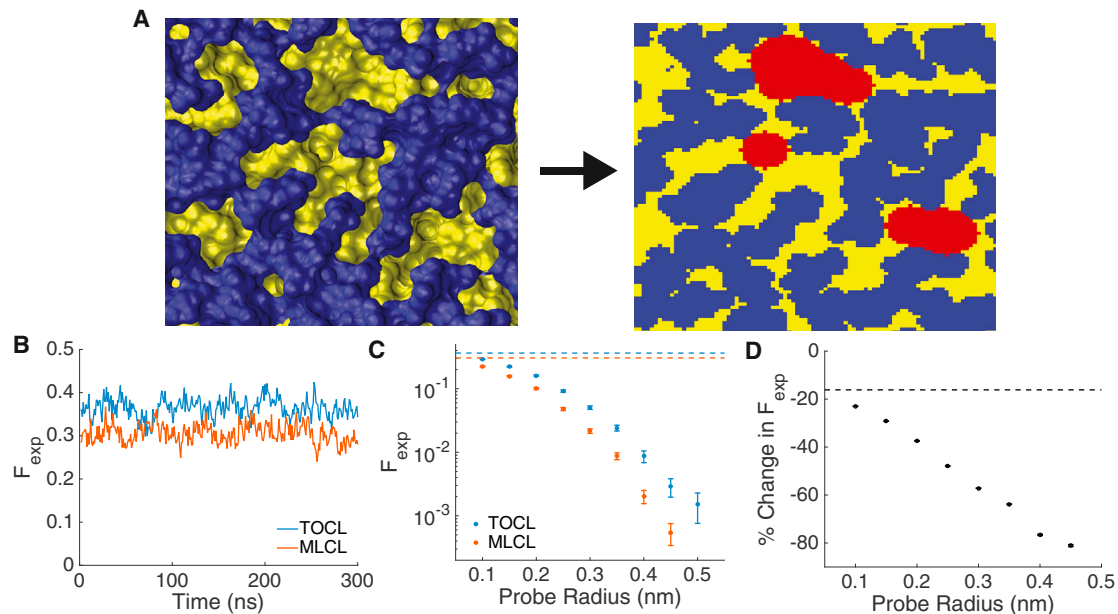 A
B
0.5
0.4
0.3
0.2
0.1
0
F_exp
TOCL
MLCL
0
100
200
300
Time (ns)
C
10^-1
10^-2
10^-3
F_exp
TOCL
MLCL
0.1
0.2
0.3
0.4
0.5
Probe Radius (nm)
D
0
-20
-40
-60
-80
% Change in F_exp
0.1
0.2
0.3
0.4
0.5
Probe Radius (nm)